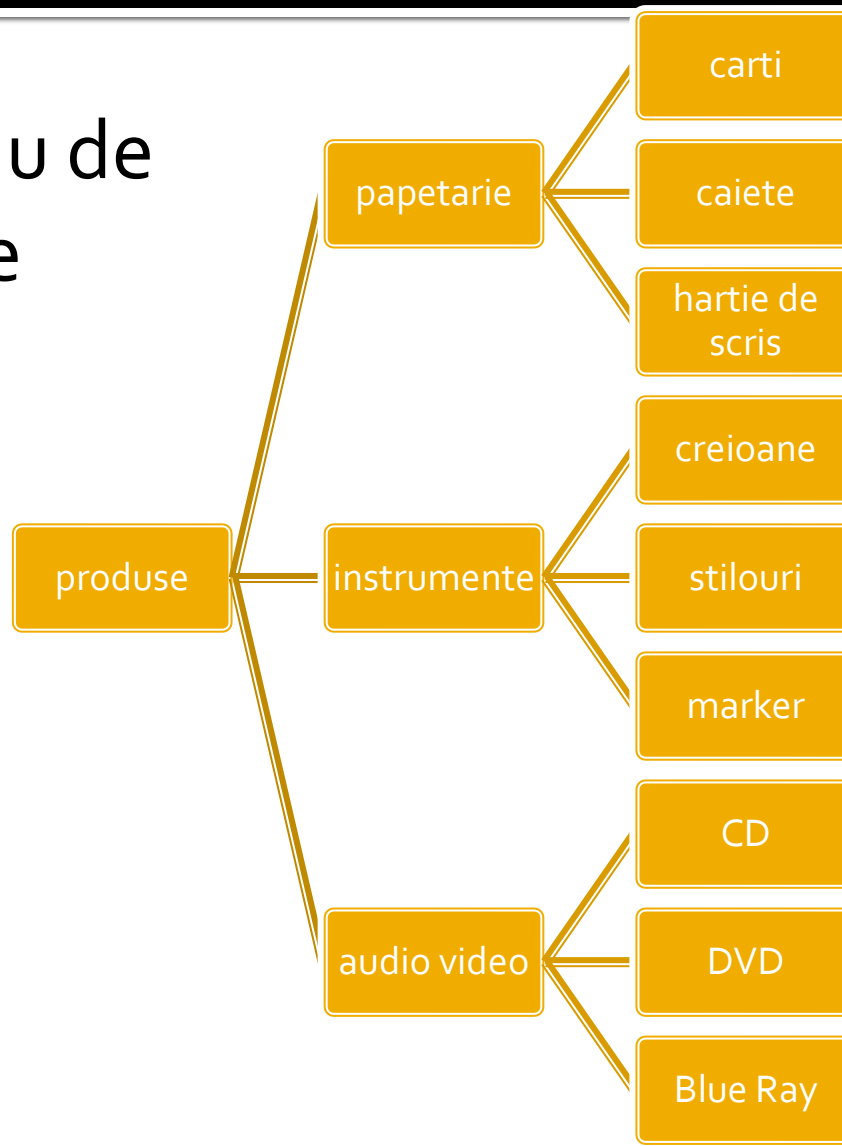 u de
e
produse
papetarie
carti
caiete
hartie de
scris
instrumente
creioane
stilouri
marker
audio video
CD
DVD
Blue Ray